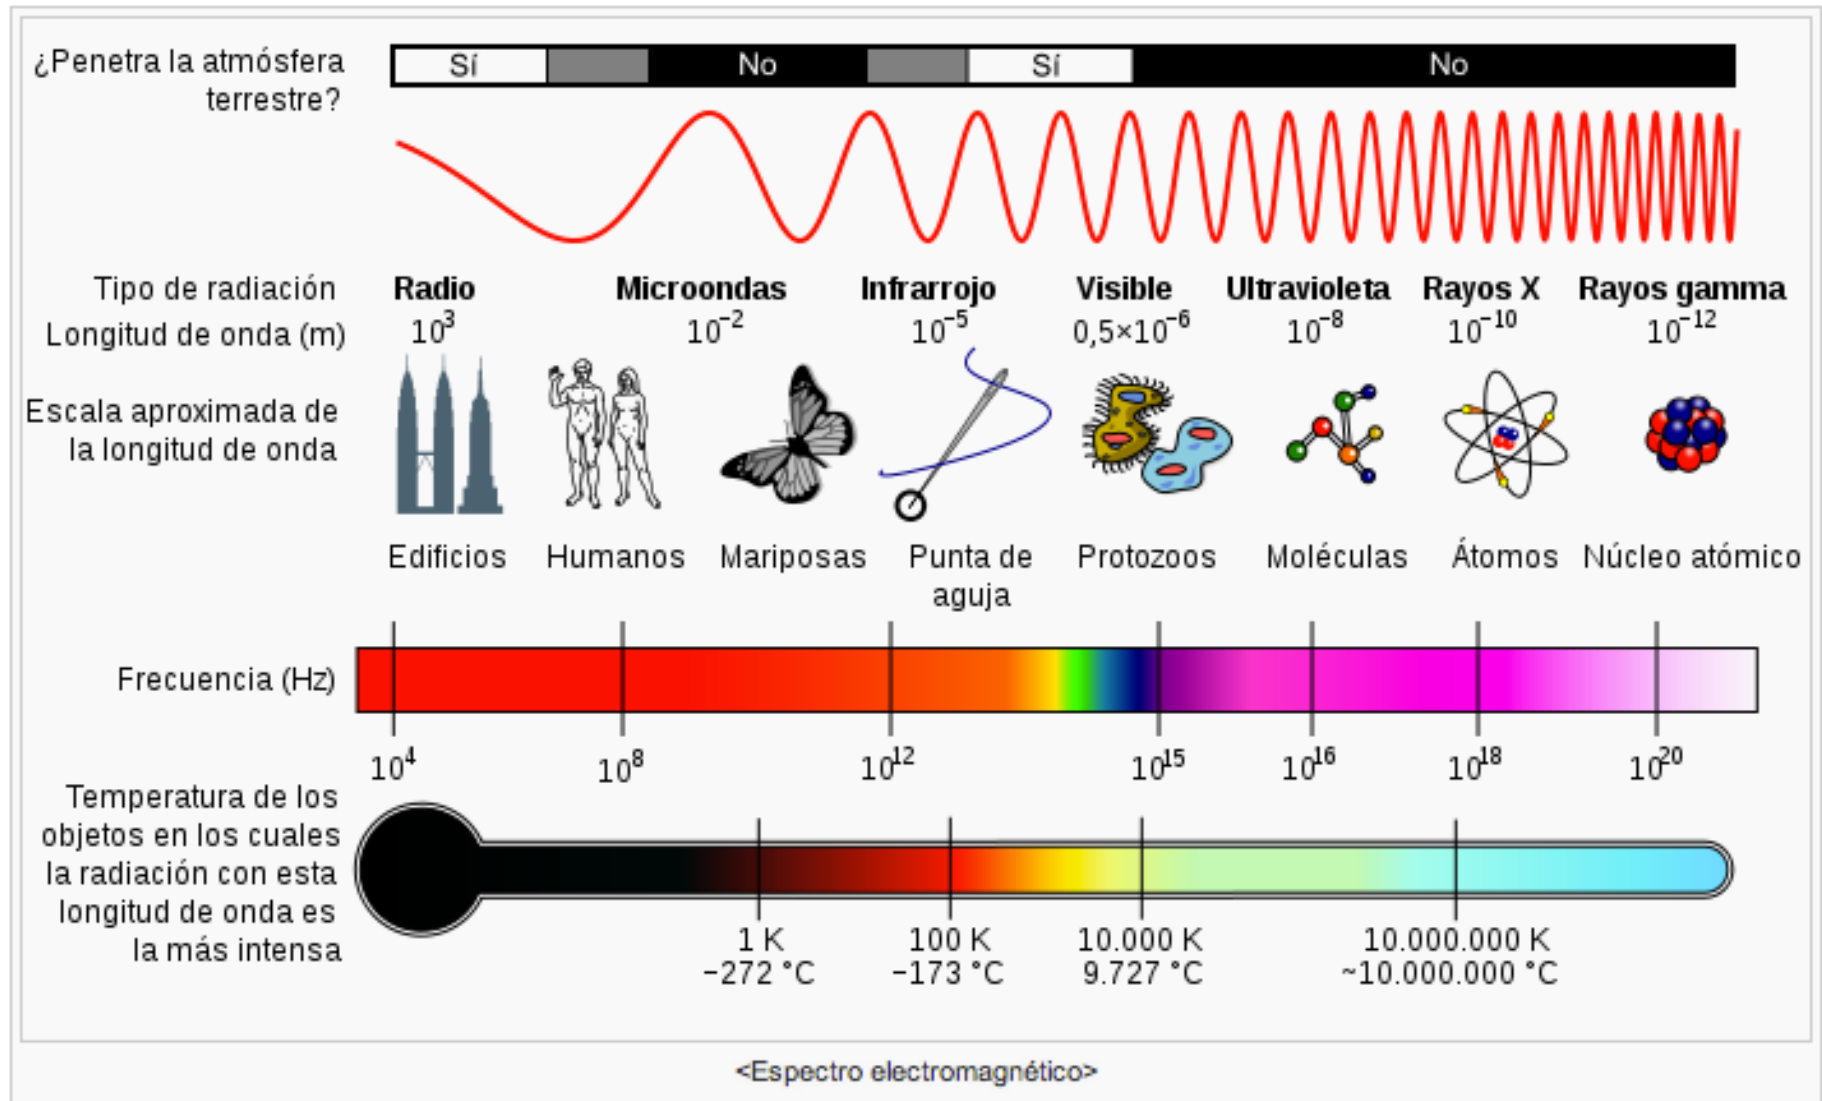 ¿Penetra la atmósfera
terrestre?
Sí No Sí No
Tipo de radiación Radio Microondas Infrarrojo Visible Ultravioleta Rayos X Rayos gamma
Longitud de onda (m) 10³ 10⁻² 10⁻⁵ 0,5×10⁻⁶ 10⁻⁸ 10⁻¹⁰ 10⁻¹²
Escala aproximada de
la longitud de onda
Edificios Humanos Mariposas Punta de Protozoos Moléculas Átomos Núcleo atómico
aguja
Frecuencia (Hz)
10⁴ 10⁸ 10¹² 10¹⁵ 10¹⁶ 10¹⁸ 10²⁰
Temperatura de los
objetos en los cuales
la radiación con esta
longitud de onda es
la más intensa
1 K 100 K 10.000 K 10.000.000 K
−272 °C −173 °C 9.727 °C ~10.000.000 °C
<Espectro electromagnético>